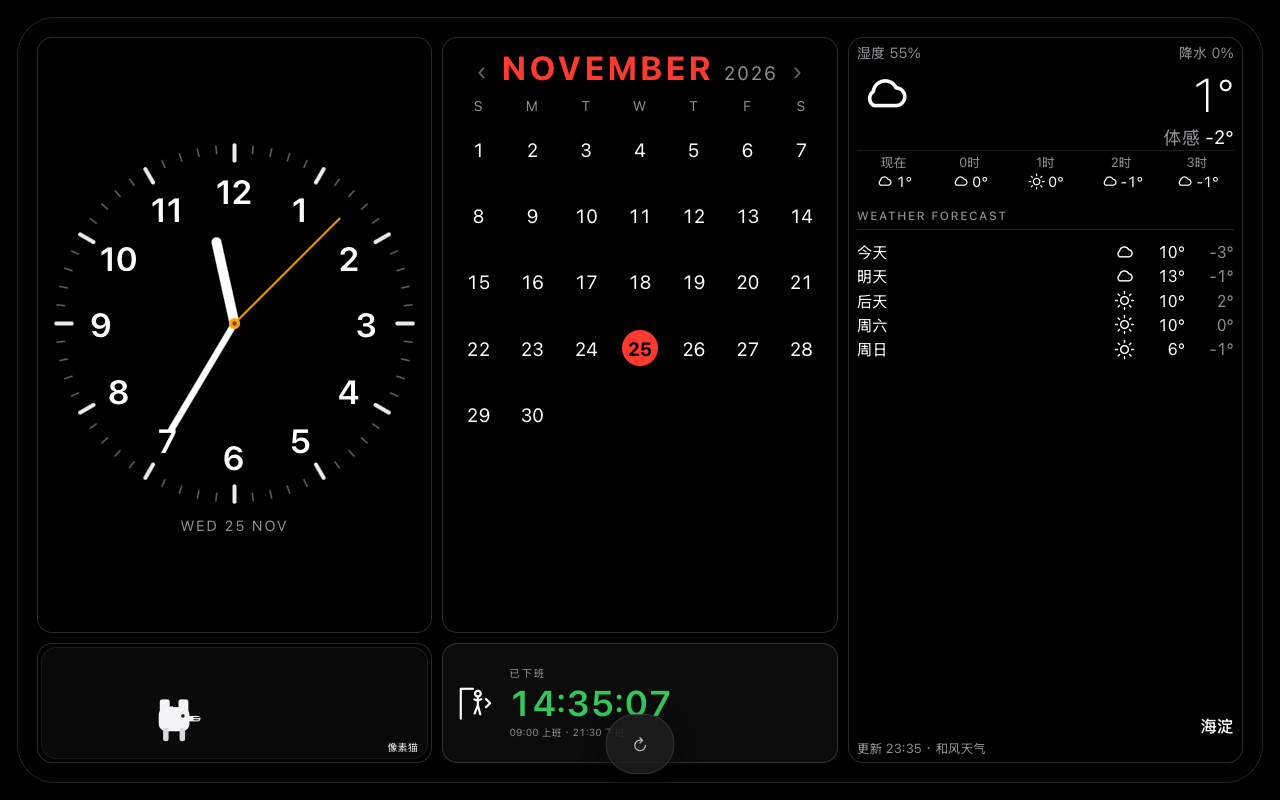 12
11
1
10
2
9
3
8
4
7
5
6
WED 25 NOV
像素猫
‹ NOVEMBER 2026 ›
S M T W T F S
1 2 3 4 5 6 7
8 9 10 11 12 13 14
15 16 17 18 19 20 21
22 23 24 25 26 27 28
29 30
已下班
14:35:07
09:00 上班 · 21:30
湿度 55% 降水 0%
1°
体感 -2°
现在 0时 1时 2时 3时
1° 0° 0° -1° -1°
WEATHER FORECAST
今天 10° -3°
明天 13° -1°
后天 10° 2°
周六 10° 0°
周日 6° -1°
海淀
更新 23:35 · 和风天气